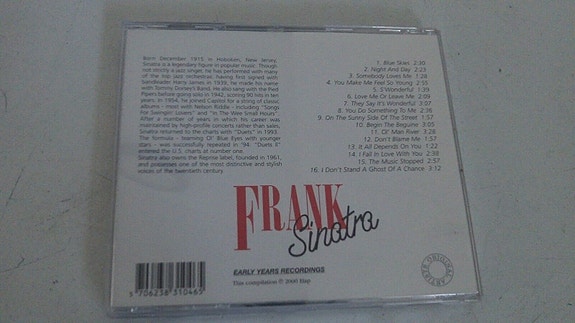 Born December 1915 in Hoboken, New Jersey,
Sinatra is a legendary figure in popular music. Though
not strictly a jazz singer, he has performed with many
of the top jazz orchestras, having first signed with
bandleader Harry James in 1939, he made his name
with Tommy Dorsey's Band. He also sang with the Pied
Pipers before going solo in 1942, scoring 90 hits in ten
years. In 1954, he joined Capitol for a string of classic
albums - most with Nelson Riddle - including "Songs
For Swingin' Lovers" and "In The Wee Small Hours".
After a number of years in which his career was
maintained by high-profile concerts rather than sales,
Sinatra returned to the charts with "Duets" in 1993.
The formula - teaming Ol' Blue Eyes with younger
stars - was successfully repeated in '94. "Duets II"
entered the U.S. charts at number one.
Sinatra also owns the Reprise label, founded in 1961,
and possesses one of the most distinctive and stylish
voices of the twentieth century.
1. Blue Skies 2:30
2. Night And Day 2:23
3. Somebody Loves Me 1:28
4. You Make Me Feel So Young 2:55
5. S'Wonderful 1:39
6. Love Me Or Leave Me 2:09
7. They Say It's Wonderful 3:01
8. You Do Something To Me 2:36
9. On The Sunny Side Of The Street 1:57
10. Begin The Beguine 3:05
11. Ol' Man River 3:28
12. Don't Blame Me 1:57
13. It All Depends On You 1:22
14. I Fall In Love With You 2:38
15. The Music Stopped 2:57
16. I Don't Stand A Ghost Of A Chance 3:12
FRANK
Sinatra
EARLY YEARS RECORDINGS
This compilation ℗ 2000 Hap
5 706238 310465
ORIGINAL ARTISTS